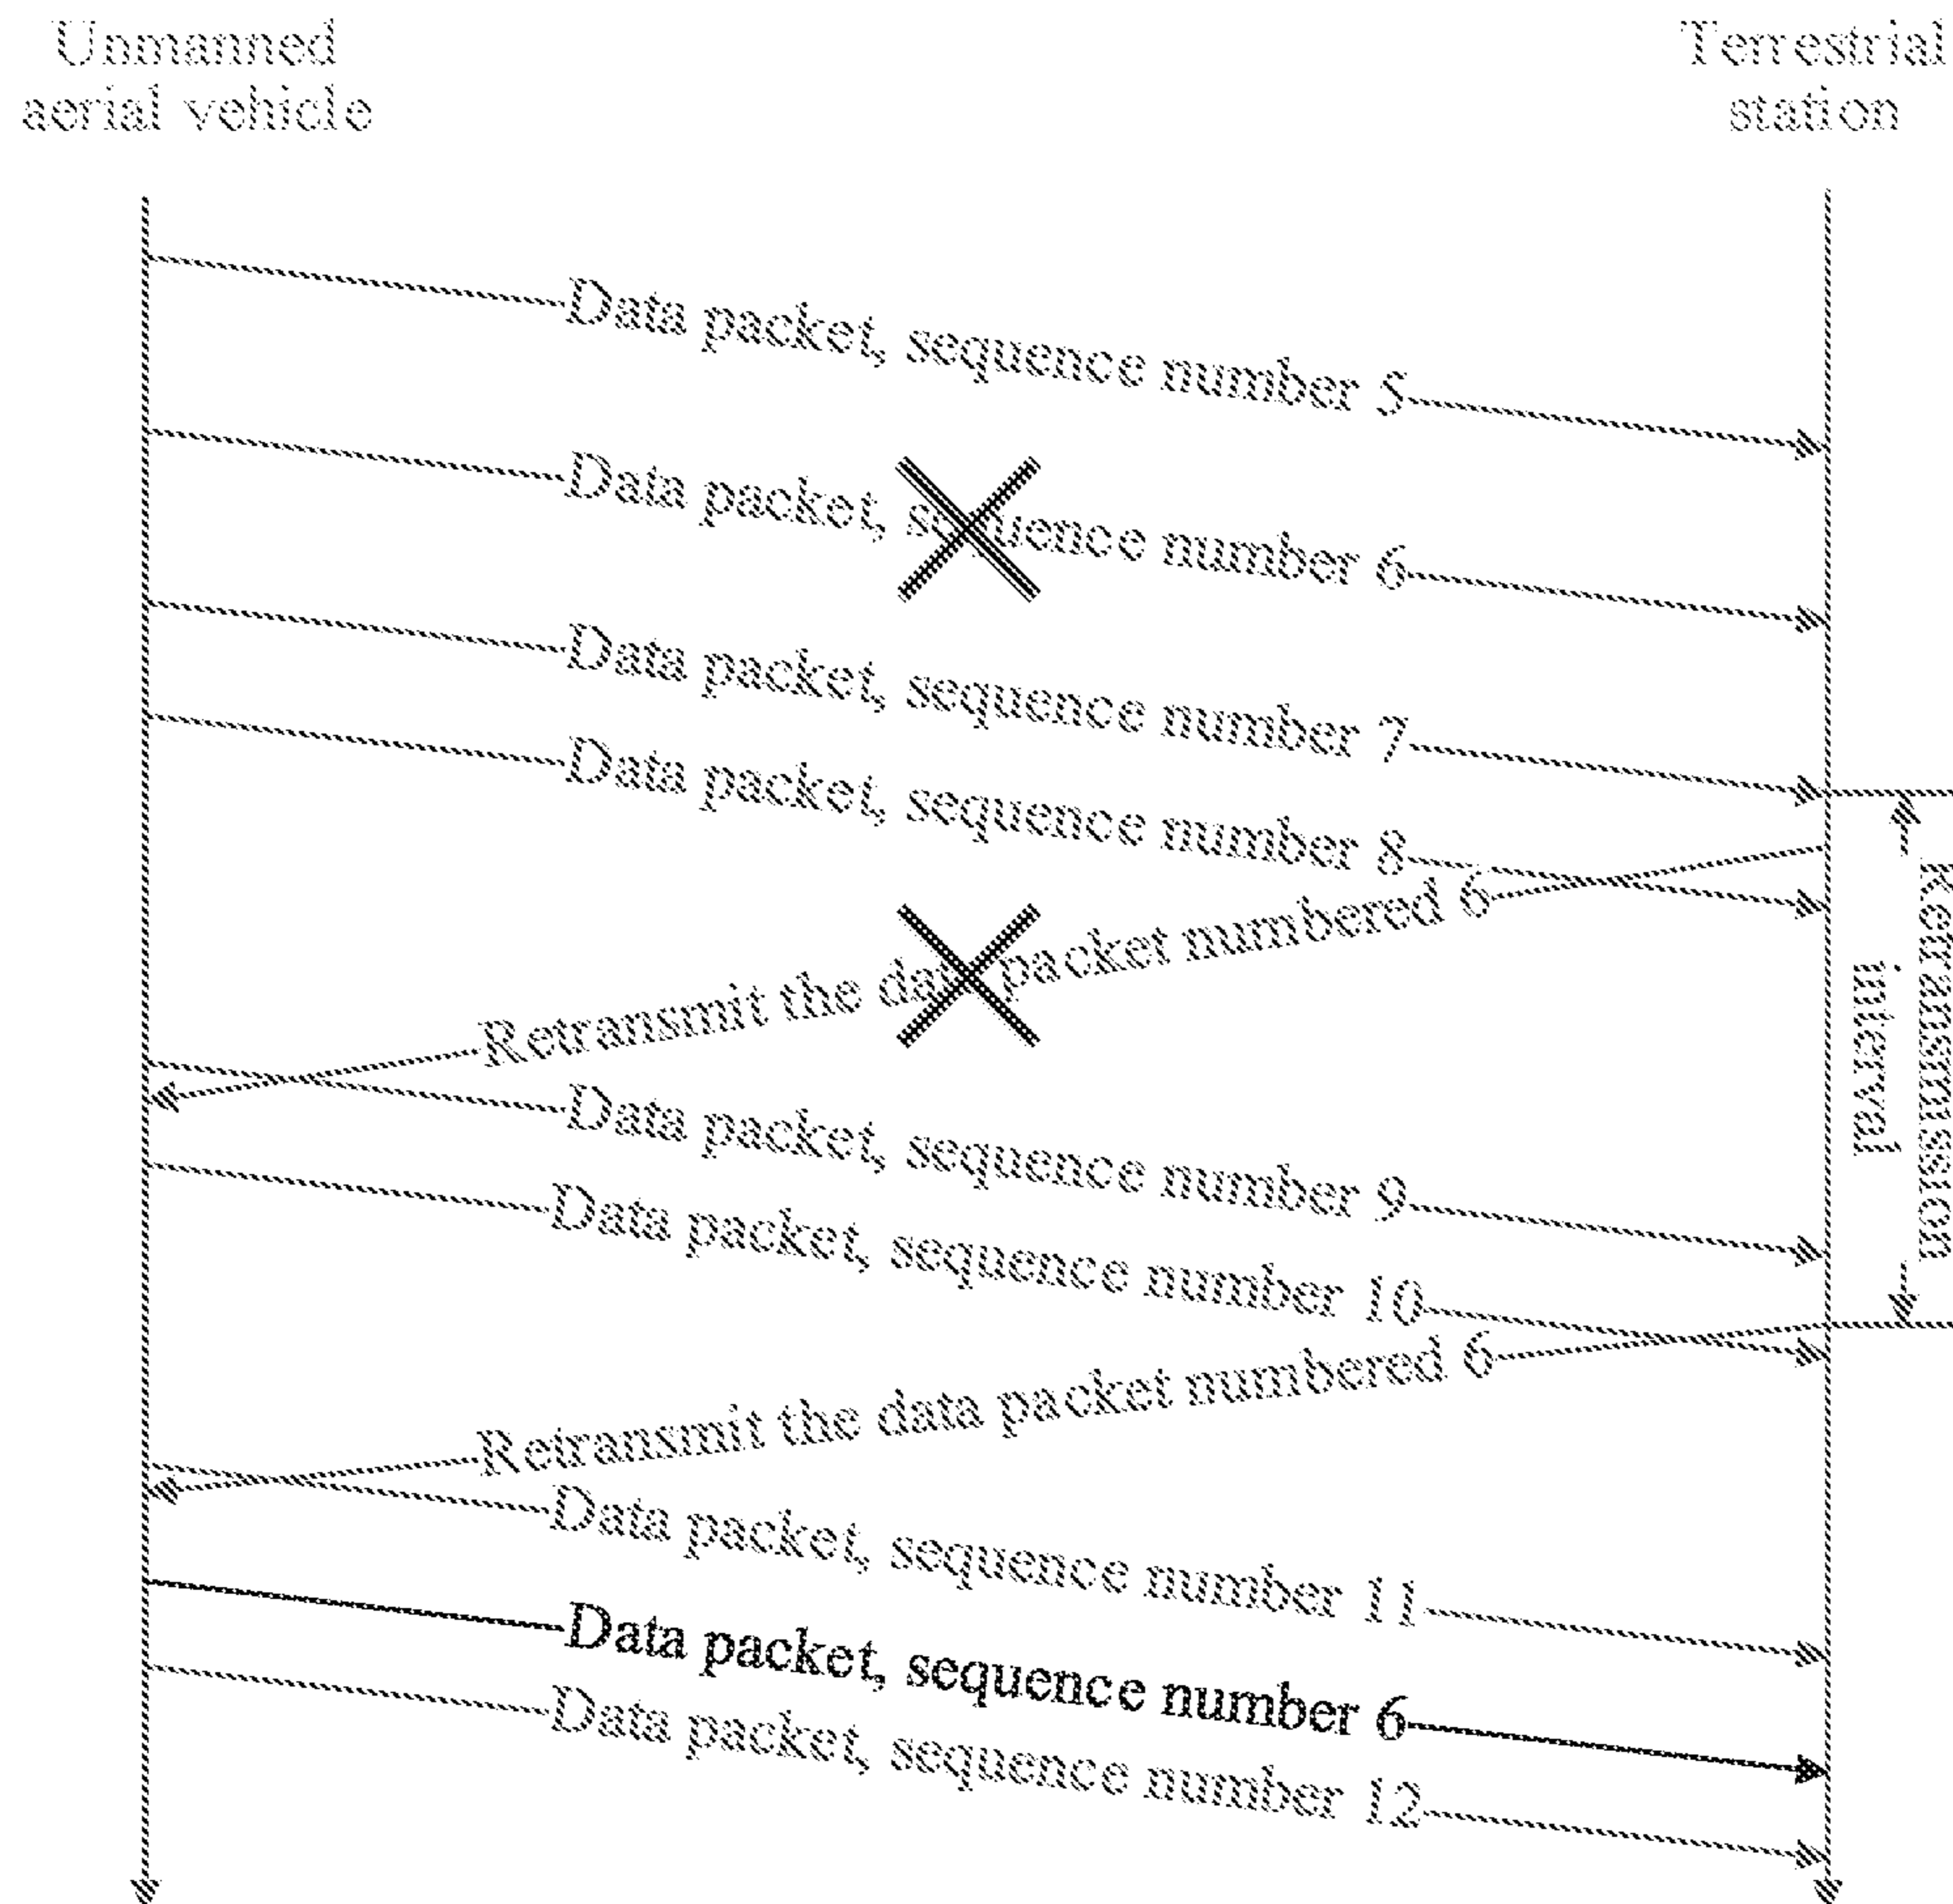 Unmanned
aerial vehicle
Terrestrial
station
Data packet, sequence number 5
Data packet, sequence number 6
Data packet, sequence number 7
Data packet, sequence number 8
Retransmit the data packet numbered 6
Retransmission
interval
Data packet, sequence number 9
Data packet, sequence number 10
Retransmit the data packet numbered 6
Data packet, sequence number 11
Data packet, sequence number 6
Data packet, sequence number 12